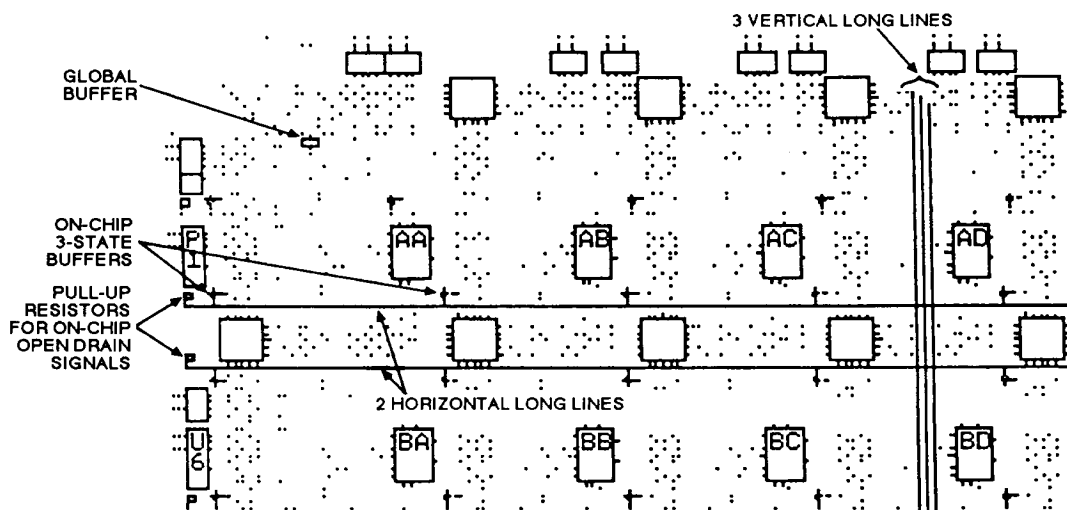 3 VERTICAL LONG LINES
GLOBAL
BUFFER
ON-CHIP
3-STATE
BUFFERS
P
1
AA
AB
AC
AD
PULL-UP
RESISTORS
FOR ON-CHIP
OPEN DRAIN
SIGNALS
2 HORIZONTAL LONG LINES
U
6
BA
BB
BC
BD